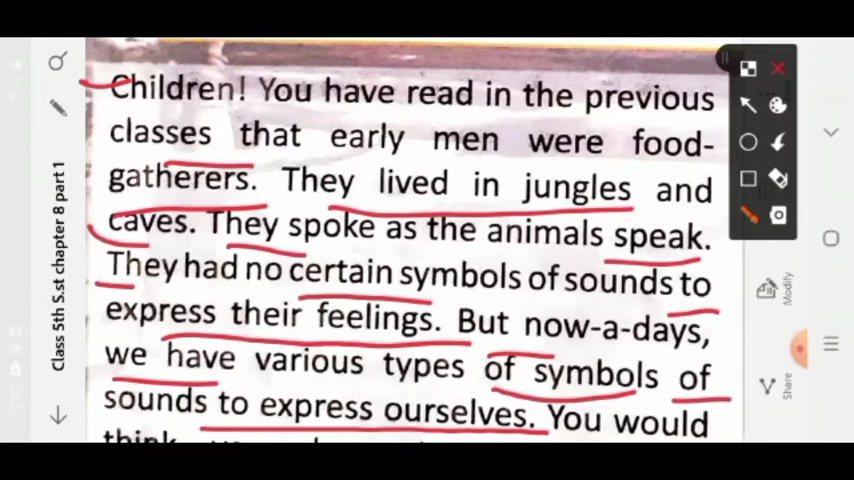 Children! You have read in the previous
classes that early men were food-
gatherers. They lived in jungles and
caves. They spoke as the animals speak.
They had no certain symbols of sounds to
express their feelings. But now-a-days,
we have various types of symbols of
sounds to express ourselves. You would
think
Class 5th S.st chapter 8 part 1
Modify
Share